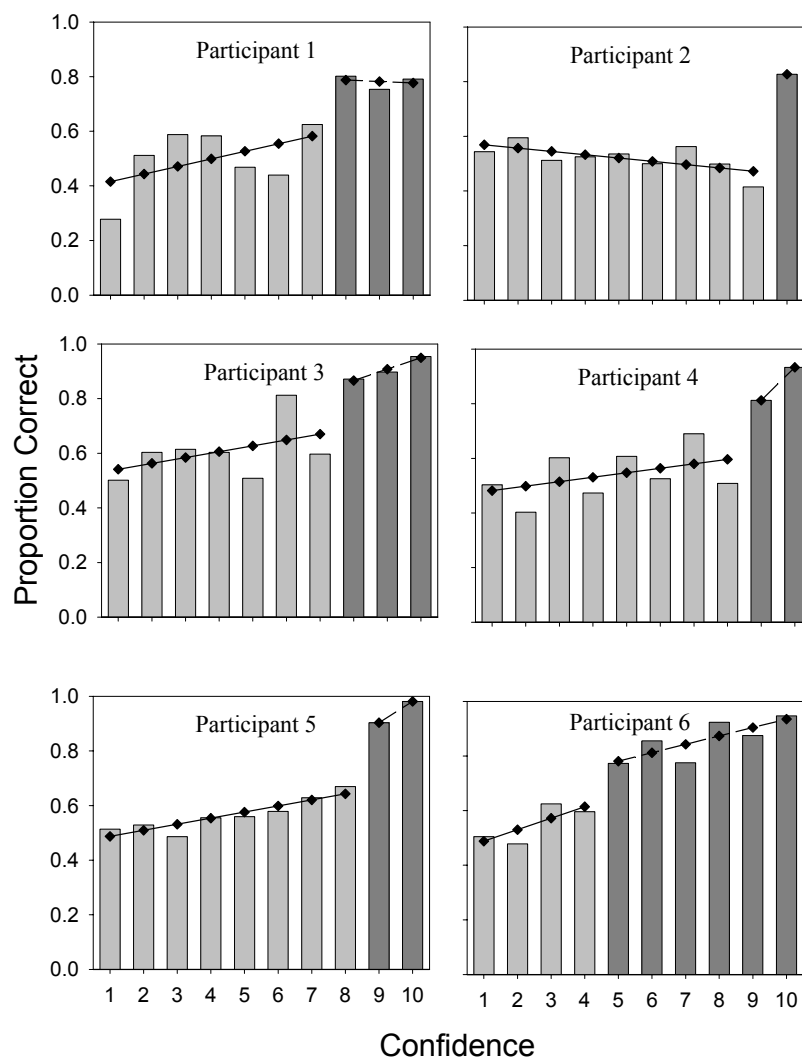 Participant 1
Participant 2
1.0
0.8
0.6
0.4
0.2
0.0
Participant 3
Participant 4
1.0
0.8
0.6
0.4
0.2
0.0
Proportion Correct
Participant 5
Participant 6
1.0
0.8
0.6
0.4
0.2
0.0
1 2 3 4 5 6 7 8 9 10
1 2 3 4 5 6 7 8 9 10
Confidence